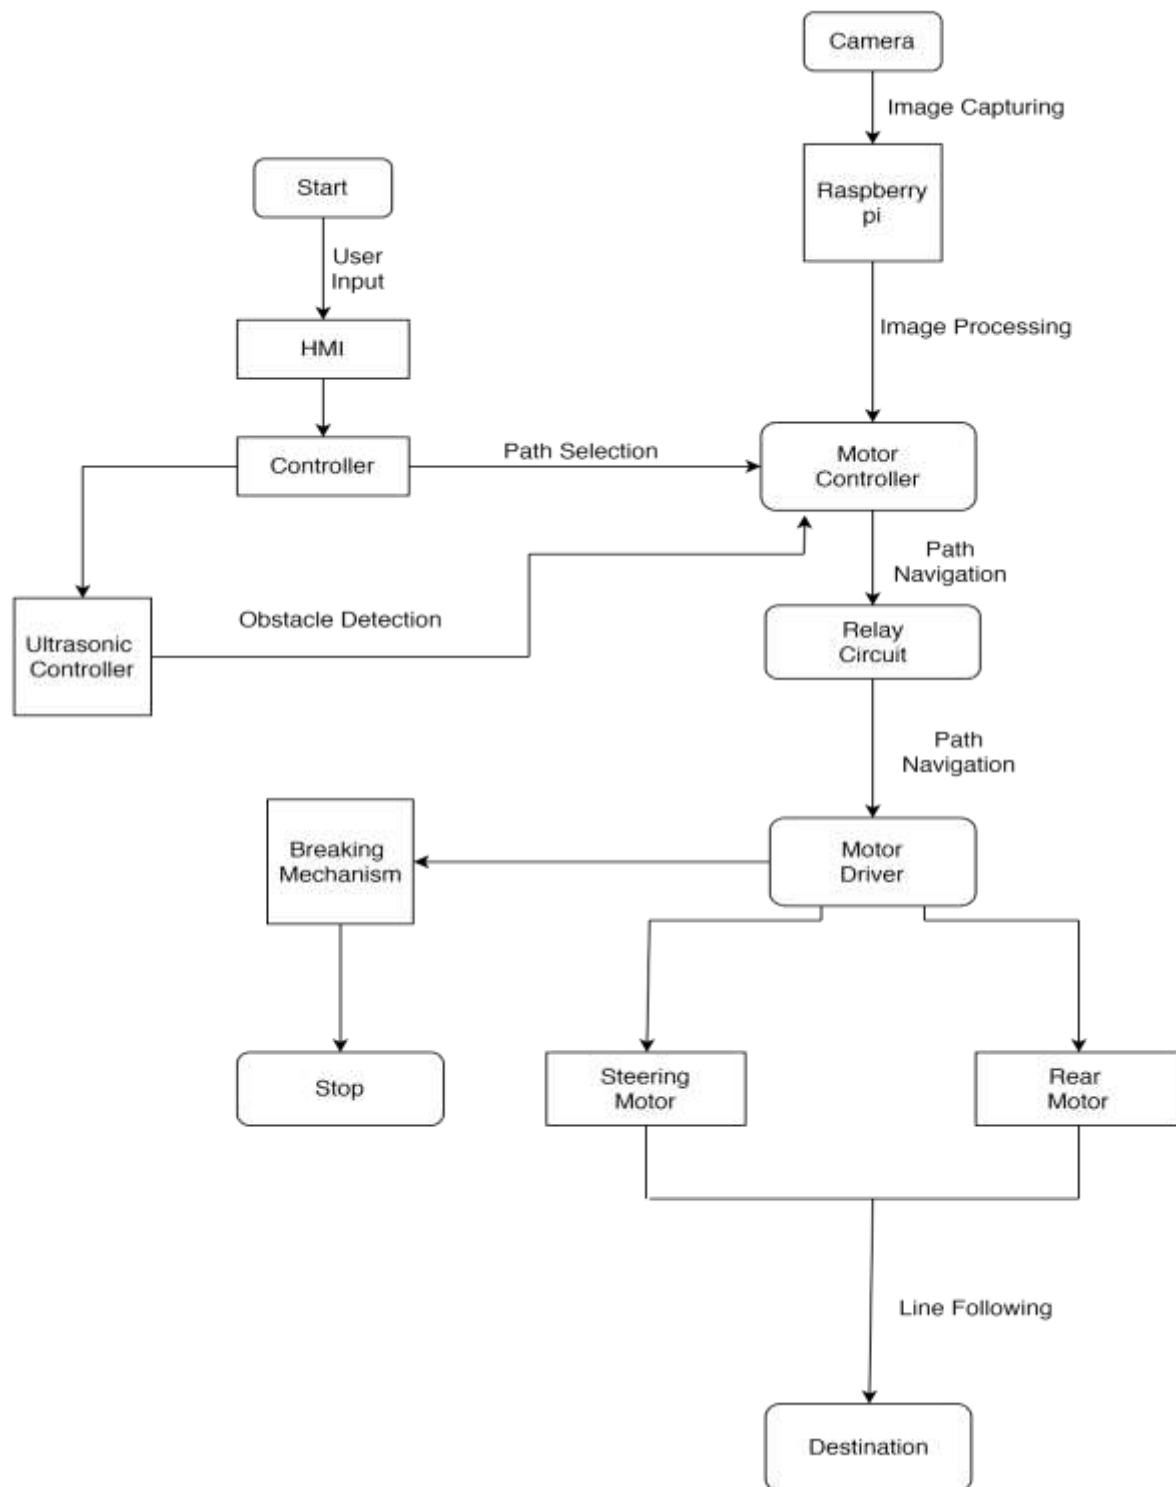 Camera
Image Capturing
Raspberry
pi
Start
User
Input
Image Processing
HMI
Controller
Path Selection
Motor
Controller
Path
Navigation
Obstacle Detection
Ultrasonic
Controller
Relay
Circuit
Path
Navigation
Breaking
Mechanism
Motor
Driver
Stop
Steering
Motor
Rear
Motor
Line Following
Destination